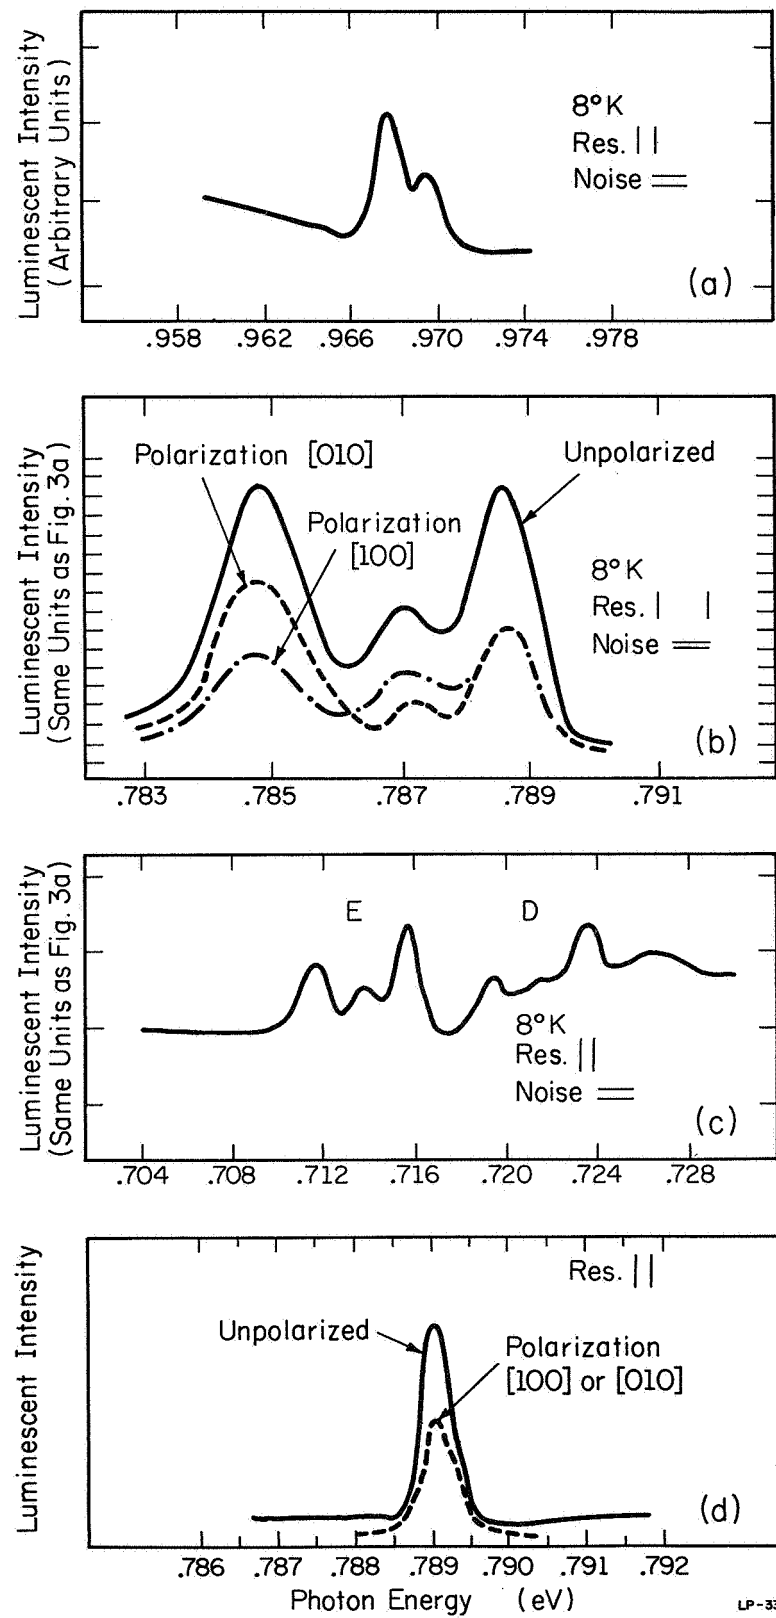 Luminescent Intensity
(Arbitrary Units)
8°K
Res. ||
Noise =
(a)
.958 .962 .966 .970 .974 .978
Luminescent Intensity
(Same Units as Fig. 3a)
Polarization [010]
Unpolarized
Polarization
[100]
8°K
Res. | |
Noise =
(b)
.783 .785 .787 .789 .791
Luminescent Intensity
(Same Units as Fig. 3a)
E D
8°K
Res. ||
Noise =
(c)
.704 .708 .712 .716 .720 .724 .728
Luminescent Intensity
Res. ||
Unpolarized
Polarization
[100] or [010]
(d)
.786 .787 .788 .789 .790 .791 .792
Photon Energy (eV)